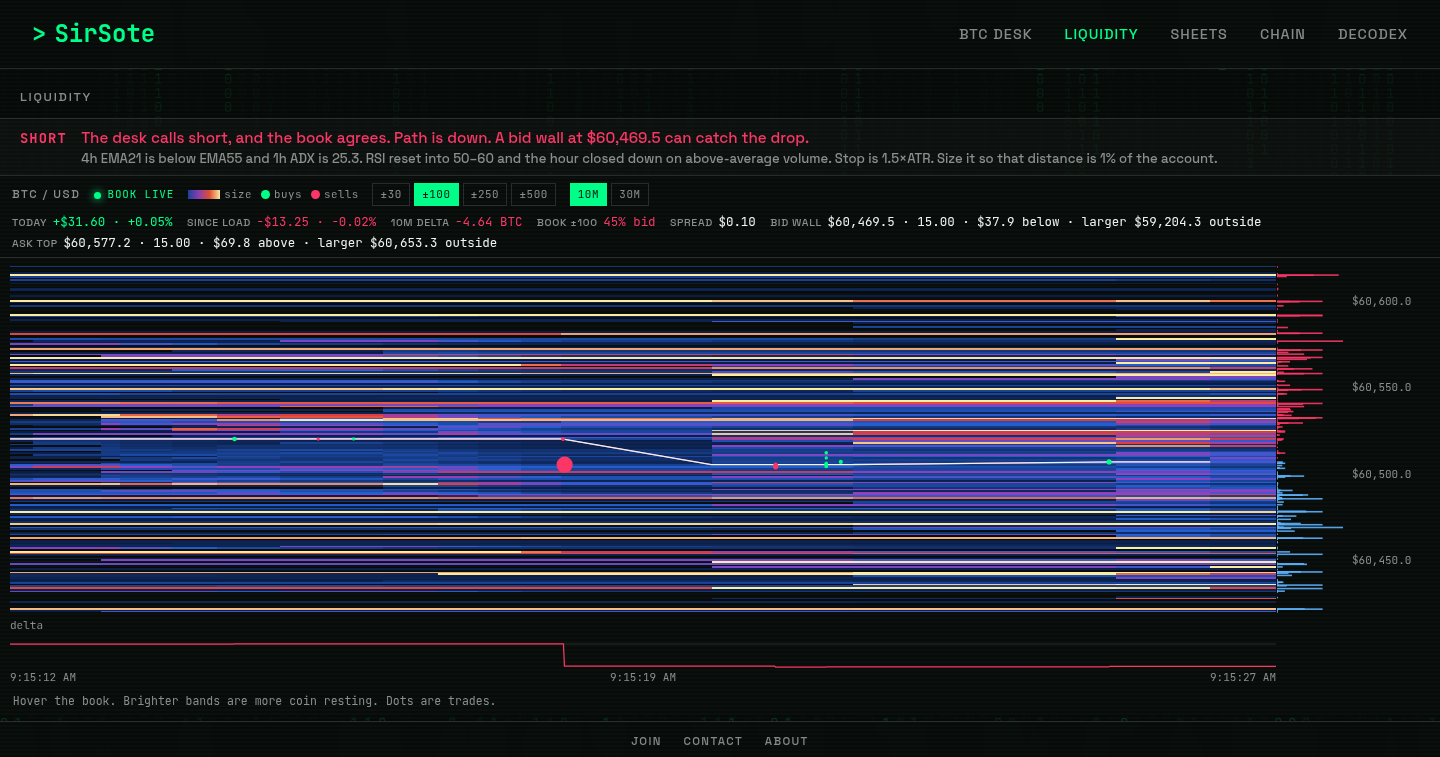 > SirSote
BTC DESK LIQUIDITY SHEETS CHAIN DECODEX
LIQUIDITY
SHORT The desk calls short, and the book agrees. Path is down. A bid wall at $60,469.5 can catch the drop.
4h EMA21 is below EMA55 and 1h ADX is 25.3. RSI reset into 50–60 and the hour closed down on above-average volume. Stop is 1.5×ATR. Size it so that distance is 1% of the account.
BTC / USD BOOK LIVE size buys sells ±30 ±100 ±250 ±500 10M 30M
TODAY +$31.60 · +0.05% SINCE LOAD -$13.25 · -0.02% 10M DELTA -4.64 BTC BOOK ±100 45% bid SPREAD $0.10 BID WALL $60,469.5 · 15.00 · $37.9 below · larger $59,204.3 outside
ASK TOP $60,577.2 · 15.00 · $69.8 above · larger $60,653.3 outside
$60,600.0
$60,550.0
$60,500.0
$60,450.0
delta
9:15:12 AM 9:15:19 AM 9:15:27 AM
Hover the book. Brighter bands are more coin resting. Dots are trades.
JOIN CONTACT ABOUT